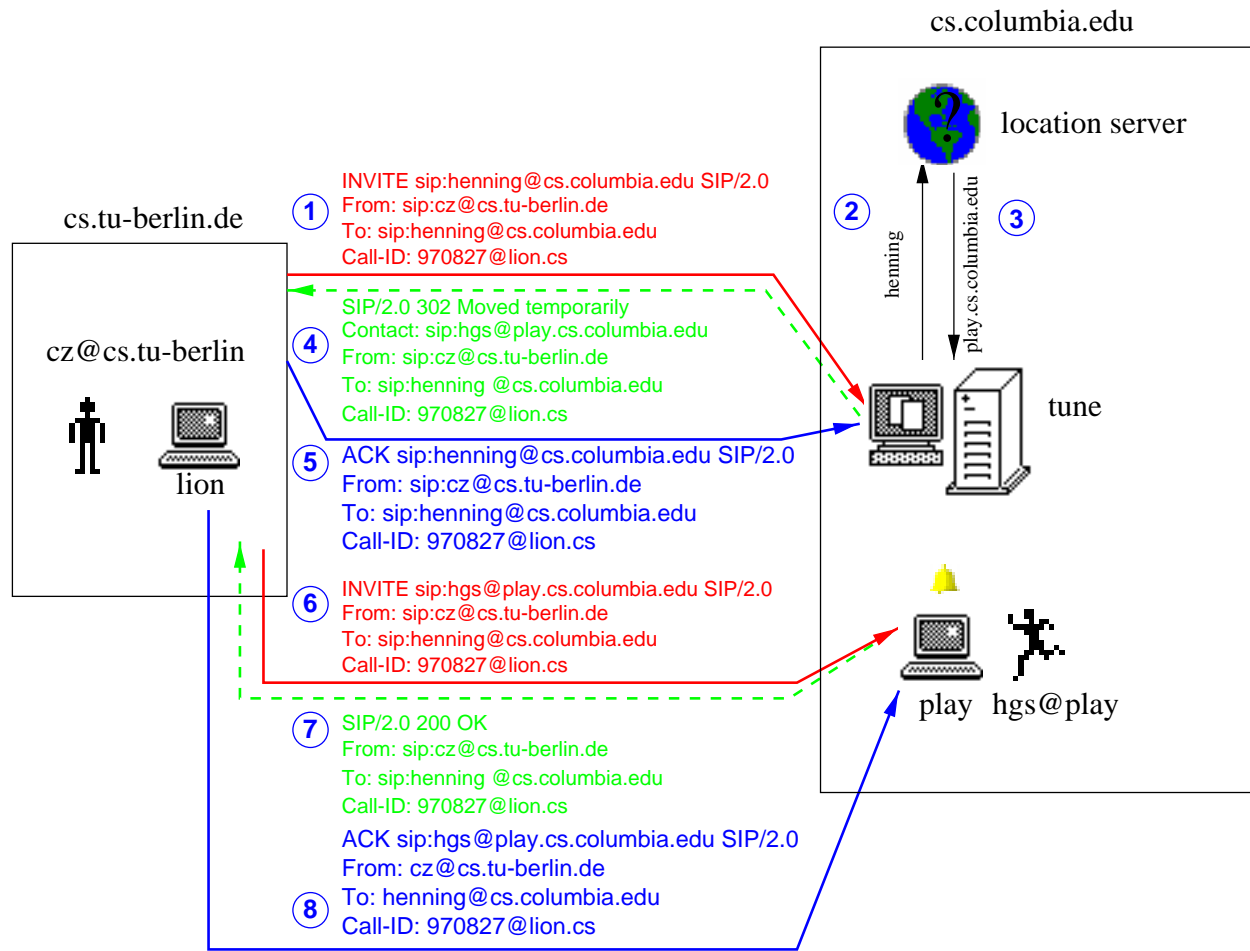 cs.columbia.edu
location server
INVITE sip:henning@cs.columbia.edu SIP/2.0
1
From: sip:cz@cs.tu-berlin.de
To: sip:henning@cs.columbia.edu
Call-ID: 970827@lion.cs
2
henning
play.cs.columbia.edu
3
cs.tu-berlin.de
cz@cs.tu-berlin
lion
SIP/2.0 302 Moved temporarily
4
Contact: sip:hgs@play.cs.columbia.edu
From: sip:cz@cs.tu-berlin.de
To: sip:henning @cs.columbia.edu
Call-ID: 970827@lion.cs
tune
5
ACK sip:henning@cs.columbia.edu SIP/2.0
From: sip:cz@cs.tu-berlin.de
To: sip:henning@cs.columbia.edu
Call-ID: 970827@lion.cs
6
INVITE sip:hgs@play.cs.columbia.edu SIP/2.0
From: sip:cz@cs.tu-berlin.de
To: sip:henning@cs.columbia.edu
Call-ID: 970827@lion.cs
play
hgs@play
7
SIP/2.0 200 OK
From: sip:cz@cs.tu-berlin.de
To: sip:henning @cs.columbia.edu
Call-ID: 970827@lion.cs
ACK sip:hgs@play.cs.columbia.edu SIP/2.0
From: cz@cs.tu-berlin.de
8
To: henning@cs.columbia.edu
Call-ID: 970827@lion.cs
?